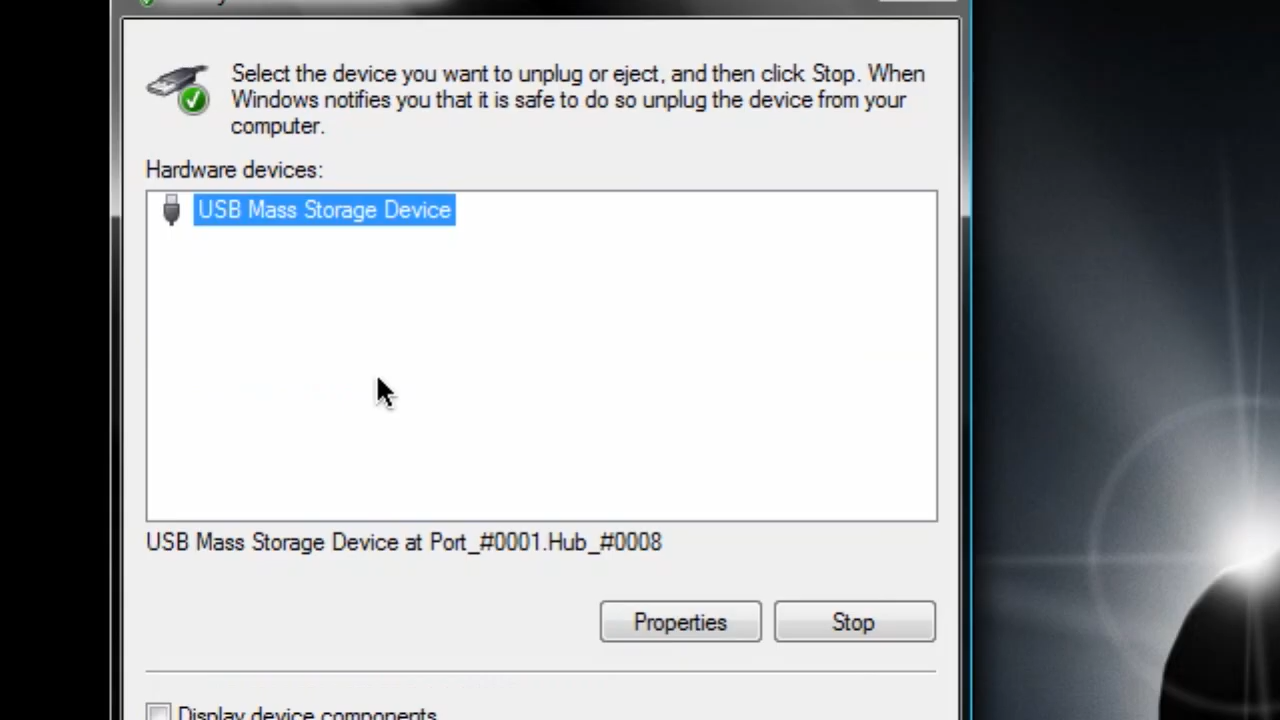 Select the device you want to unplug or eject, and then click Stop. When
Windows notifies you that it is safe to do so unplug the device from your
computer.
Hardware devices:
USB Mass Storage Device
USB Mass Storage Device at Port_#0001.Hub_#0008
Properties
Stop
Display device components